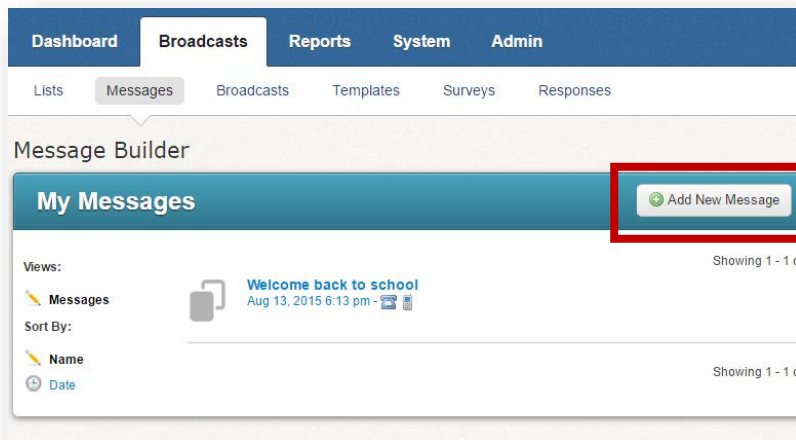 Dashboard Broadcasts Reports System Admin
Lists Messages Broadcasts Templates Surveys Responses
Message Builder
My Messages
Add New Message
Views:
Messages
Sort By:
Name
Date
Welcome back to school
Aug 13, 2015 6:13 pm -
Showing 1 - 1
Showing 1 - 1